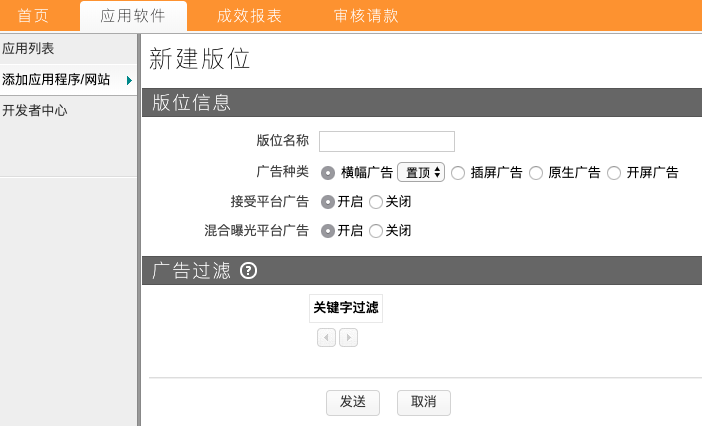 首页 应用软件 成效报表 审核请款
应用列表
添加应用程序/网站
开发者中心
新建版位
版位信息
版位名称
广告种类 横幅广告 置顶 插屏广告 原生广告 开屏广告
接受平台广告 开启 关闭
混合曝光平台广告 开启 关闭
广告过滤 ?
关键字过滤
发送 取消